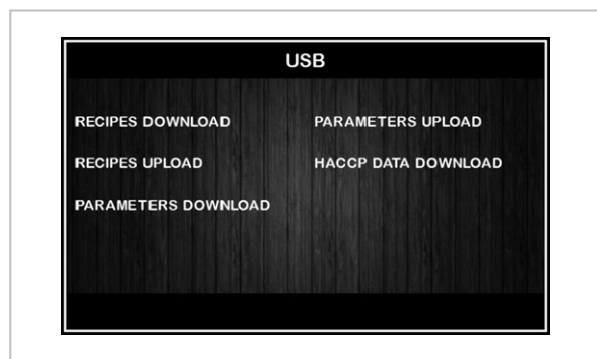 USB
RECIPES DOWNLOAD
PARAMETERS UPLOAD
RECIPES UPLOAD
HACCP DATA DOWNLOAD
PARAMETERS DOWNLOAD